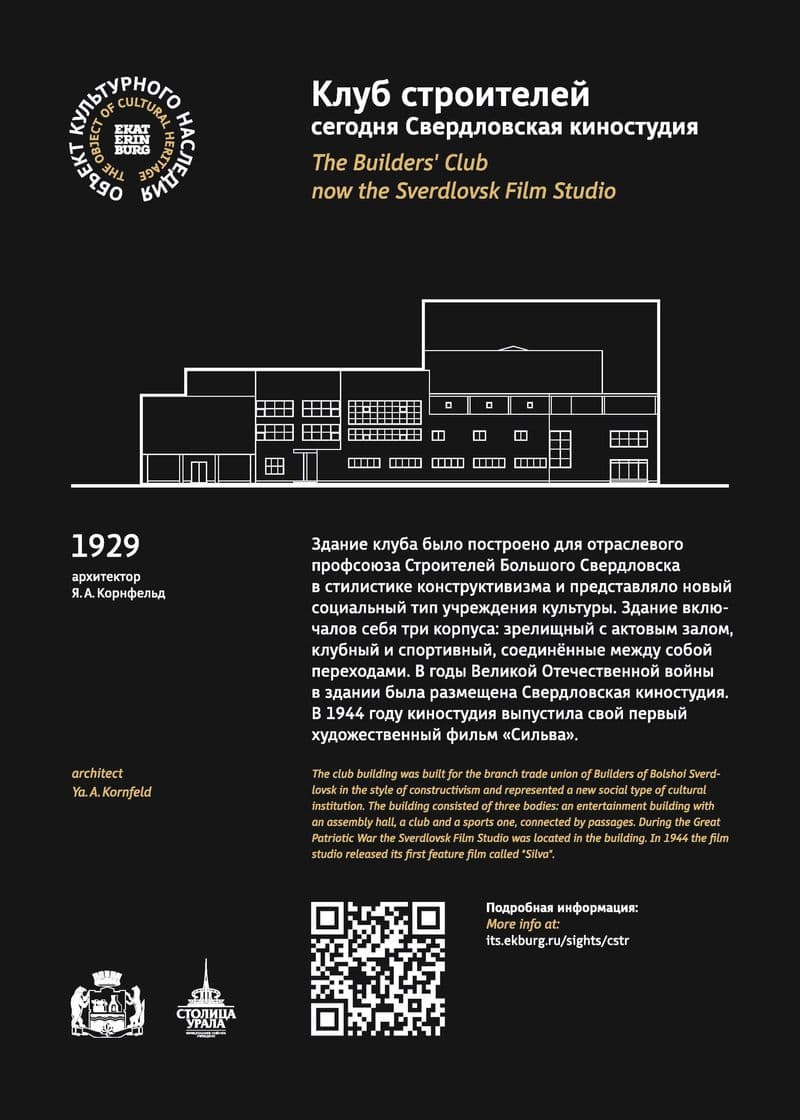 ОБЪЕКТ КУЛЬТУРНОГО НАСЛЕДИЯ
THE OBJECT OF CULTURAL HERITAGE
EKAT
ERIN
BURG
Клуб строителей
сегодня Свердловская киностудия
The Builders' Club
now the Sverdlovsk Film Studio
1929
архитектор
Я. А. Корнфельд
Здание клуба было построено для отраслевого
профсоюза Строителей Большого Свердловска
в стилистике конструктивизма и представляло новый
социальный тип учреждения культуры. Здание вклю-
чалов себя три корпуса: зрелищный с актовым залом,
клубный и спортивный, соединённые между собой
переходами. В годы Великой Отечественной войны
в здании была размещена Свердловская киностудия.
В 1944 году киностудия выпустила свой первый
художественный фильм «Сильва».
architect
Ya. A. Kornfeld
The club building was built for the branch trade union of Builders of Bolshoi Sverd-
lovsk in the style of constructivism and represented a new social type of cultural
institution. The building consisted of three bodies: an entertainment building with
an assembly hall, a club and a sports one, connected by passages. During the Great
Patriotic War the Sverdlovsk Film Studio was located in the building. In 1944 the film
studio released its first feature film called "Silva".
Подробная информация:
More info at:
its.ekburg.ru/sights/cstr
СТОЛИЦА
УРАЛА